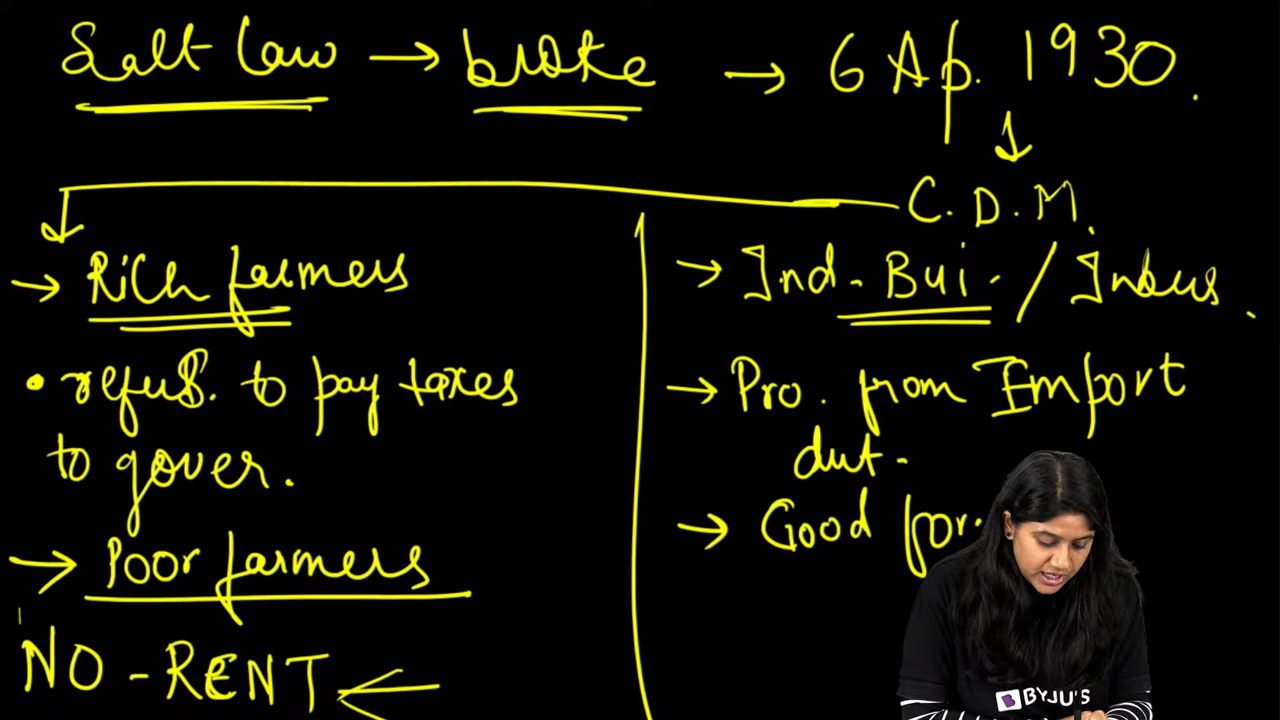 Salt law → broke → 6 Ap. 1930.
↓
C. D. M.
→ Rich farmers
• refus. to pay taxes
to gover.
→ Poor farmers
NO - RENT ←
→ Ind. Bui. / Indus.
→ Pro. from Import
dut.
→ Good for.
BYJU'S